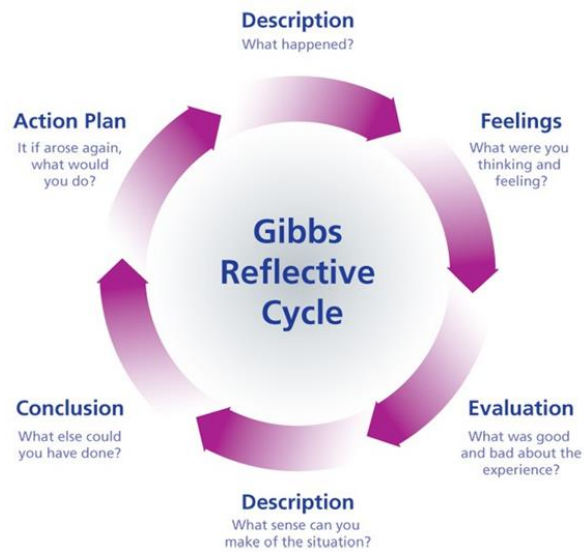 Description
What happened?
Feelings
What were you
thinking and
feeling?
Evaluation
What was good
and bad about the
experience?
Description
What sense can you
make of the situation?
Conclusion
What else could
you have done?
Action Plan
It if arose again,
what would
you do?
Gibbs
Reflective
Cycle